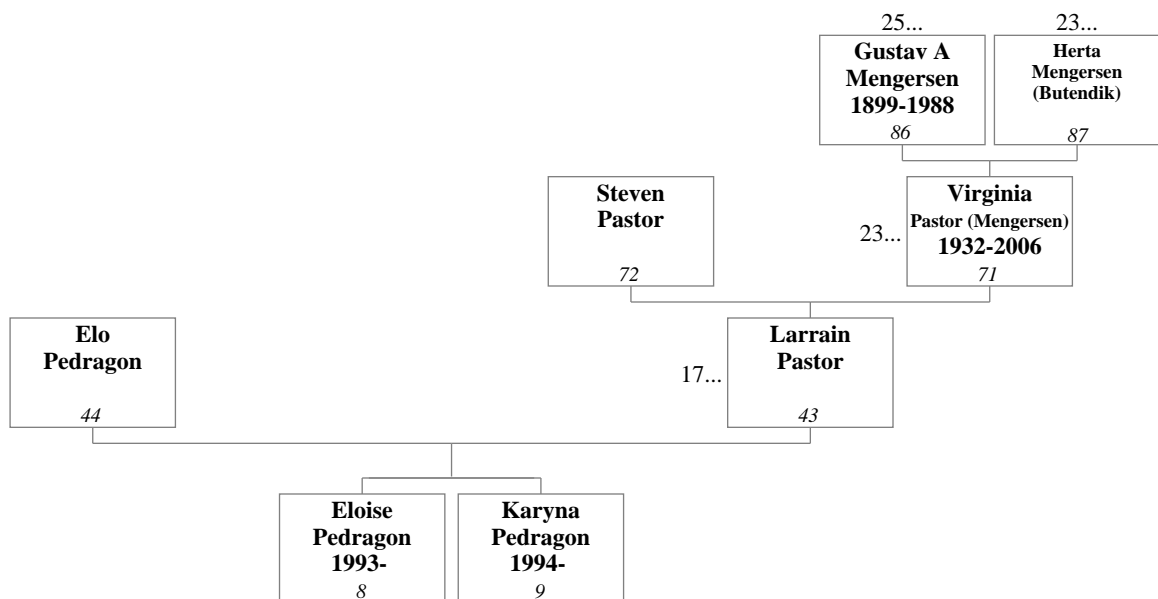 25...
23...
Gustav A
Mengersen
1899-1988
86
Herta
Mengersen
(Butendik)
87
Steven
Pastor
72
23...
Virginia
Pastor (Mengersen)
1932-2006
71
Elo
Pedragon
44
17...
Larrain
Pastor
43
Eloise
Pedragon
1993-
8
Karyna
Pedragon
1994-
9